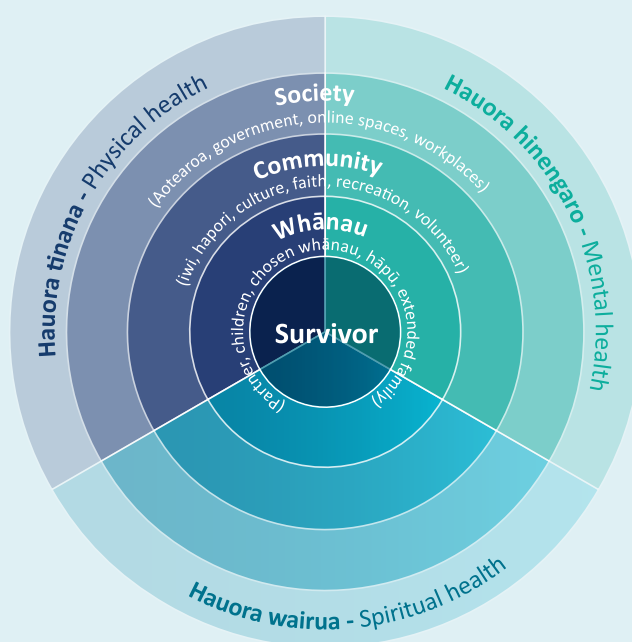 Hauora tinana - Physical health
Hauora hinengaro - Mental health
Society
(Aotearoa, government, online spaces, workplaces)
Community
(iwi, hapori, culture, faith, recreation, volunteer)
Whānau
(Partner, children, chosen whānau, hāpū, extended family)
Survivor
Hauora wairua - Spiritual health